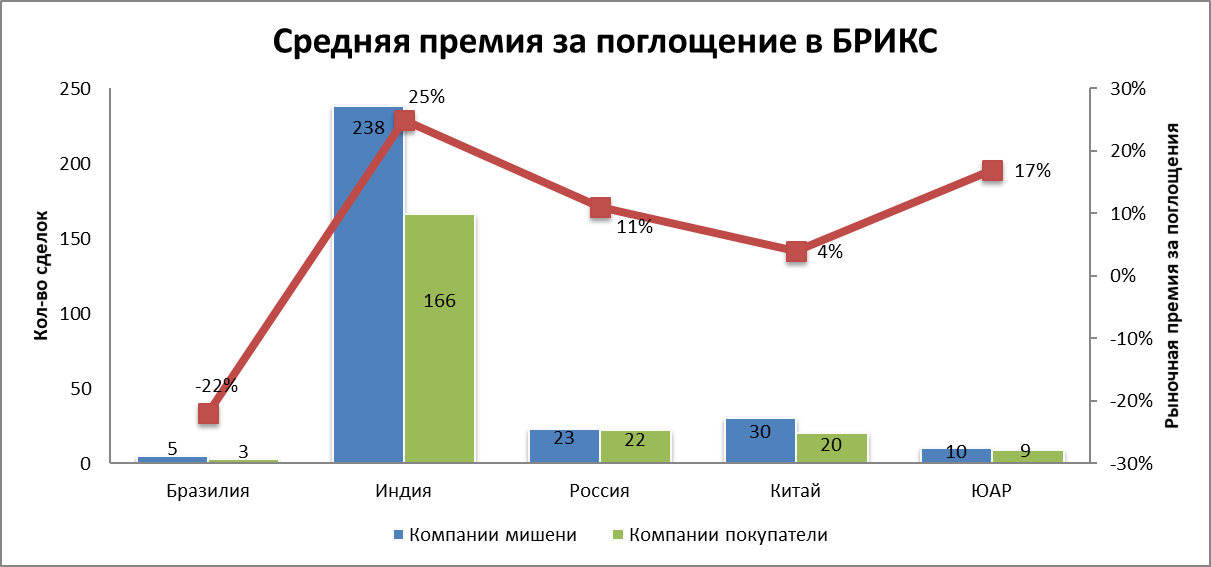 Средняя премия за поглощение в БРИКС
Кол-во сделок
250
200
150
100
50
0
30%
20%
10%
0%
-10%
-20%
-30%
Рыночная премия за поглощения
-22%
25%
11%
4%
17%
5
3
238
166
23
22
30
20
10
9
Бразилия
Индия
Россия
Китай
ЮАР
Компании мишени
Компании покупатели